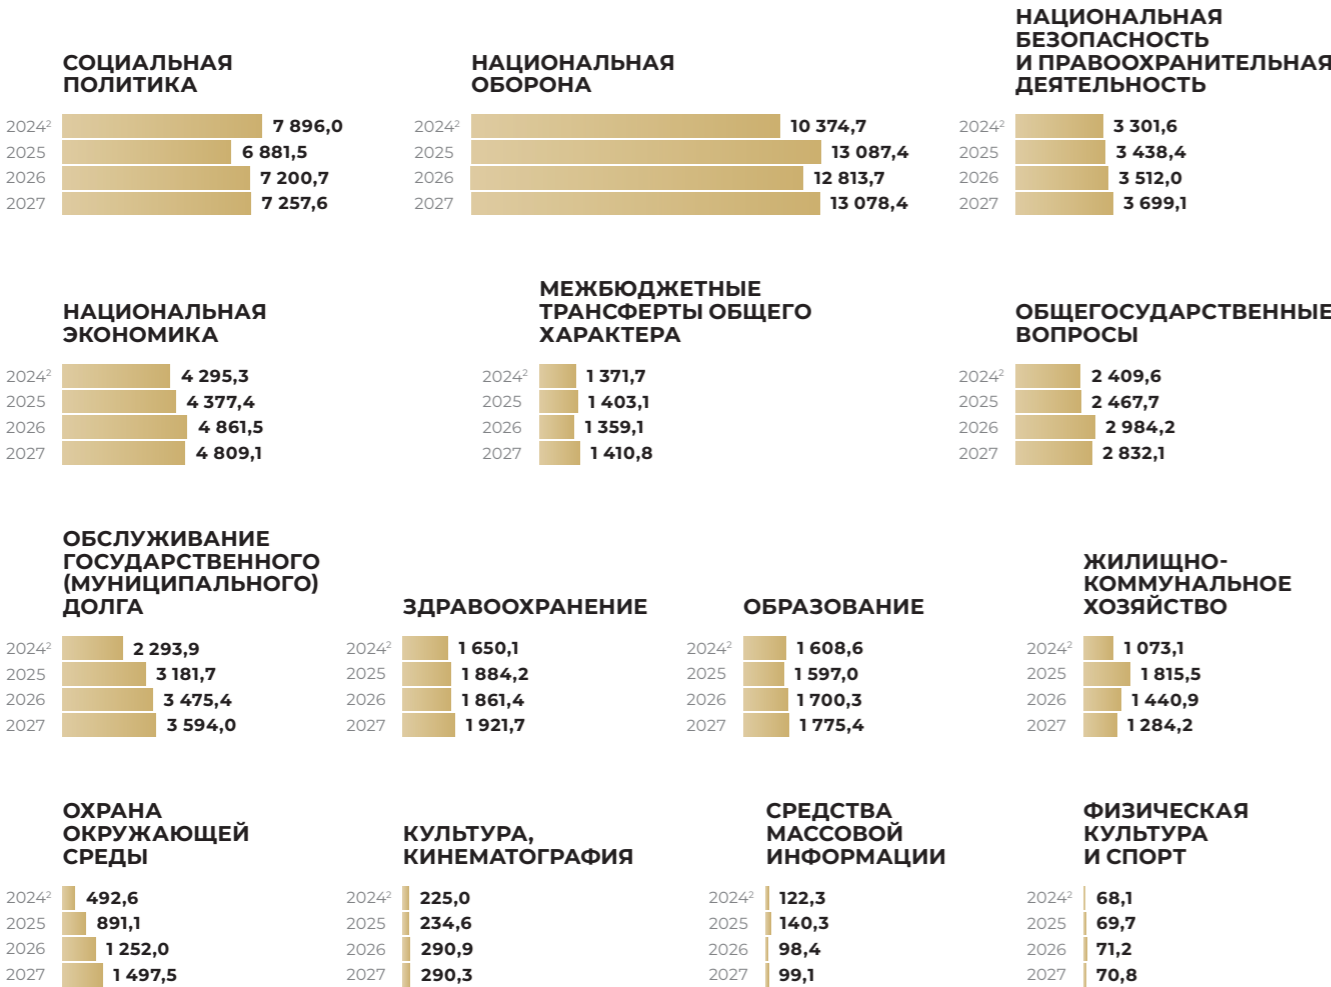 СОЦИАЛЬНАЯ
ПОЛИТИКА
2024² 7 896,0
2025 6 881,5
2026 7 200,7
2027 7 257,6
НАЦИОНАЛЬНАЯ
ОБОРОНА
2024² 10 374,7
2025 13 087,4
2026 12 813,7
2027 13 078,4
НАЦИОНАЛЬНАЯ
БЕЗОПАСНОСТЬ
И ПРАВООХРАНИТЕЛЬНАЯ
ДЕЯТЕЛЬНОСТЬ
2024² 3 301,6
2025 3 438,4
2026 3 512,0
2027 3 699,1
НАЦИОНАЛЬНАЯ
ЭКОНОМИКА
2024² 4 295,3
2025 4 377,4
2026 4 861,5
2027 4 809,1
МЕЖБЮДЖЕТНЫЕ
ТРАНСФЕРТЫ ОБЩЕГО
ХАРАКТЕРА
2024² 1 371,7
2025 1 403,1
2026 1 359,1
2027 1 410,8
ОБЩЕГОСУДАРСТВЕННЫЕ
ВОПРОСЫ
2024² 2 409,6
2025 2 467,7
2026 2 984,2
2027 2 832,1
ОБСЛУЖИВАНИЕ
ГОСУДАРСТВЕННОГО
(МУНИЦИПАЛЬНОГО)
ДОЛГА
2024² 2 293,9
2025 3 181,7
2026 3 475,4
2027 3 594,0
ЗДРАВООХРАНЕНИЕ
2024² 1 650,1
2025 1 884,2
2026 1 861,4
2027 1 921,7
ОБРАЗОВАНИЕ
2024² 1 608,6
2025 1 597,0
2026 1 700,3
2027 1 775,4
ЖИЛИЩНО-
КОММУНАЛЬНОЕ
ХОЗЯЙСТВО
2024² 1 073,1
2025 1 815,5
2026 1 440,9
2027 1 284,2
ОХРАНА
ОКРУЖАЮЩЕЙ
СРЕДЫ
2024² 492,6
2025 891,1
2026 1 252,0
2027 1 497,5
КУЛЬТУРА,
КИНЕМАТОГРАФИЯ
2024² 225,0
2025 234,6
2026 290,9
2027 290,3
СРЕДСТВА
МАССОВОЙ
ИНФОРМАЦИИ
2024² 122,3
2025 140,3
2026 98,4
2027 99,1
ФИЗИЧЕСКАЯ
КУЛЬТУРА
И СПОРТ
2024² 68,1
2025 69,7
2026 71,2
2027 70,8